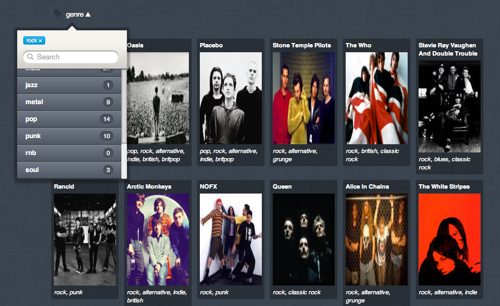 genre ▲
rock ×
Search
jazz 1
metal 9
pop 14
punk 10
rnb 0
soul 3
Oasis
Placebo
Stone Temple Pilots
The Who
Stevie Ray Vaughan
And Double Trouble
pop, rock, alternative,
indie, british, britpop
pop, rock, alternative,
britpop
rock, alternative,
grunge
rock, british, classic
rock
rock, blues, classic
rock
Rancid
Arctic Monkeys
NOFX
Queen
Alice In Chains
The White Stripes
rock, punk
rock, alternative, indie,
british
rock, punk
rock, classic rock
rock, alternative,
grunge
rock, alternative, indie